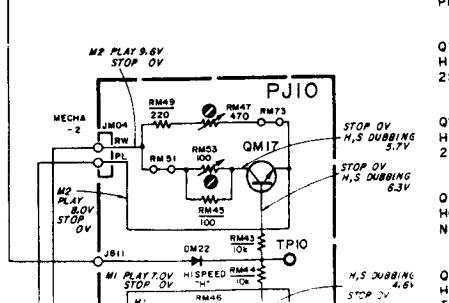 M2 PLAY 9.6V
STOP 0V
PJ10
MECHA
-2
JM04
RW
PL
RM49
220
RM47
470
RM73
RM51
RM53
100
QM17
RM45
100
STOP 0V
H,S DUBBING
5.7V
STOP 0V
H,S DUBBING
6.3V
M2
PLAY
8.0V
STOP
0V
J811
DM22
HISPEED
"H"
RM43
10k
TP10
RM44
10k
M1 PLAY 7.0V
STOP 0V
RM46
H,S DUBBING
4.6V
STOP 0V